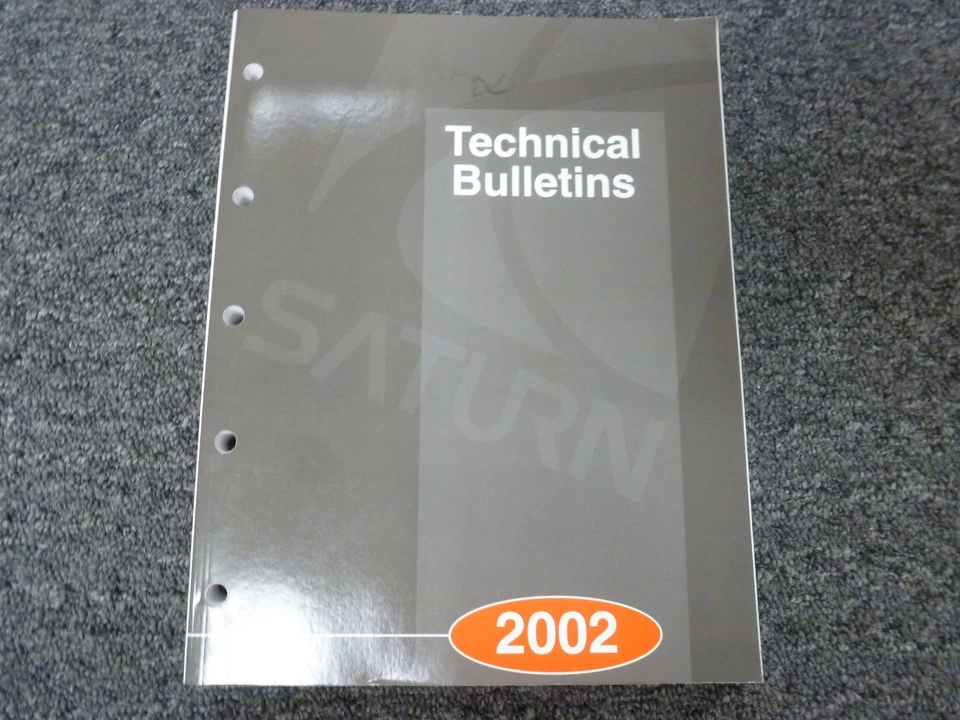 Technical
Bulletins
SATURN
2002